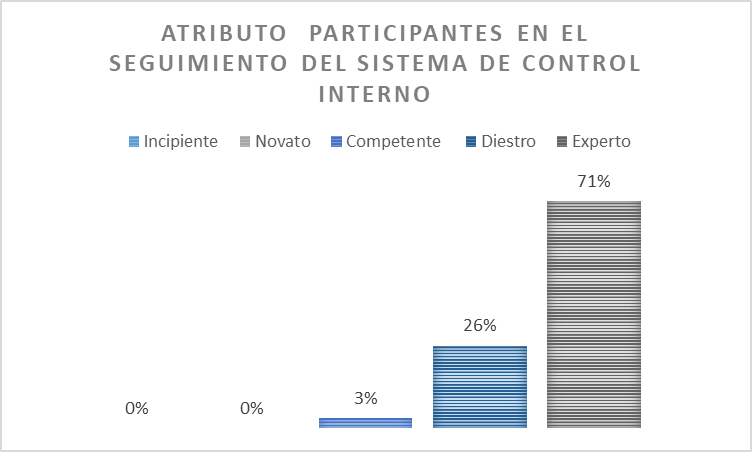 ATRIBUTO PARTICIPANTES EN EL
SEGUIMIENTO DEL SISTEMA DE CONTROL
INTERNO
Incipiente Novato Competente Diestro Experto
71%
26%
3%
0% 0%